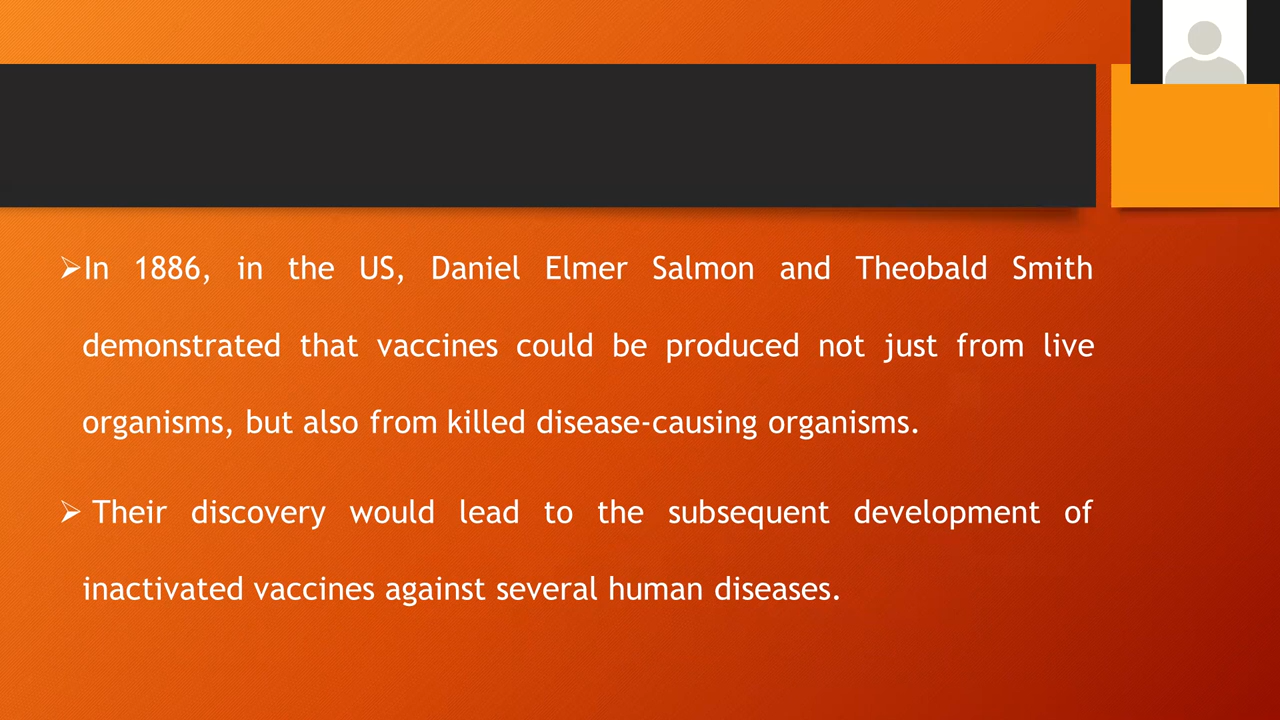 ➢In 1886, in the US, Daniel Elmer Salmon and Theobald Smith
demonstrated that vaccines could be produced not just from live
organisms, but also from killed disease-causing organisms.
➢ Their discovery would lead to the subsequent development of
inactivated vaccines against several human diseases.